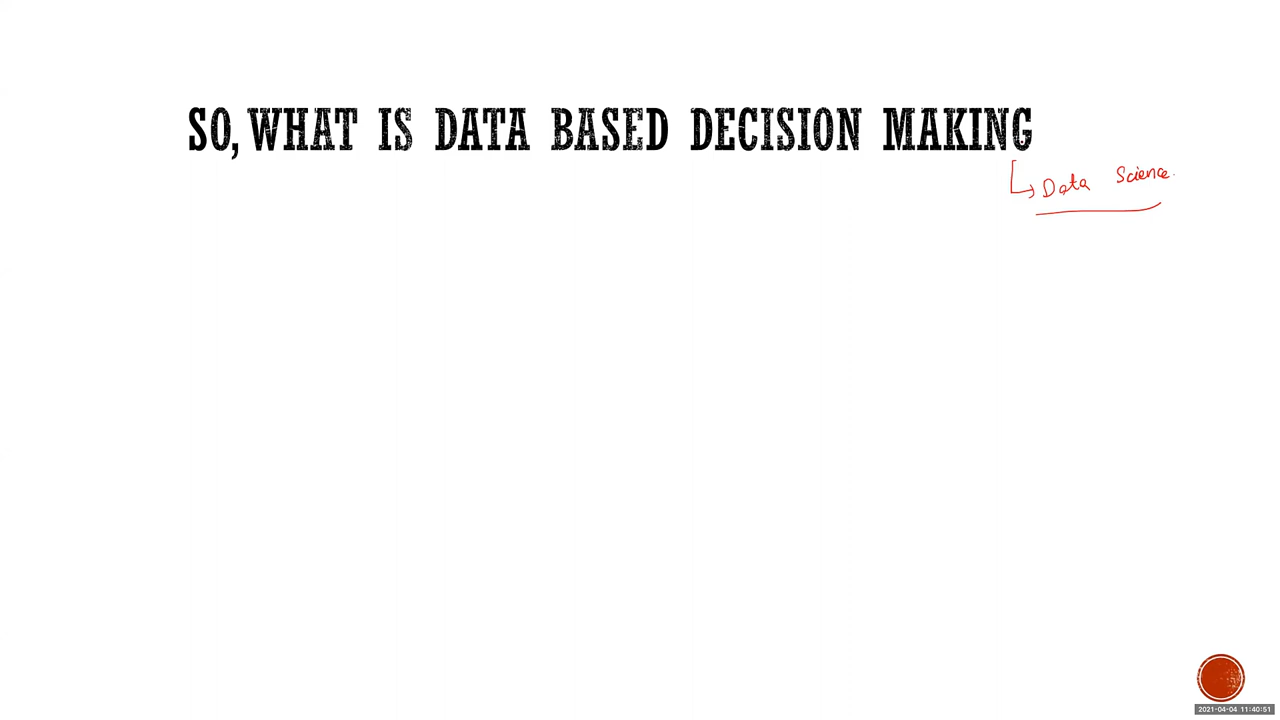 SO, WHAT IS DATA BASED DECISION MAKING
Data Science.
2021-04-04 11:40:51